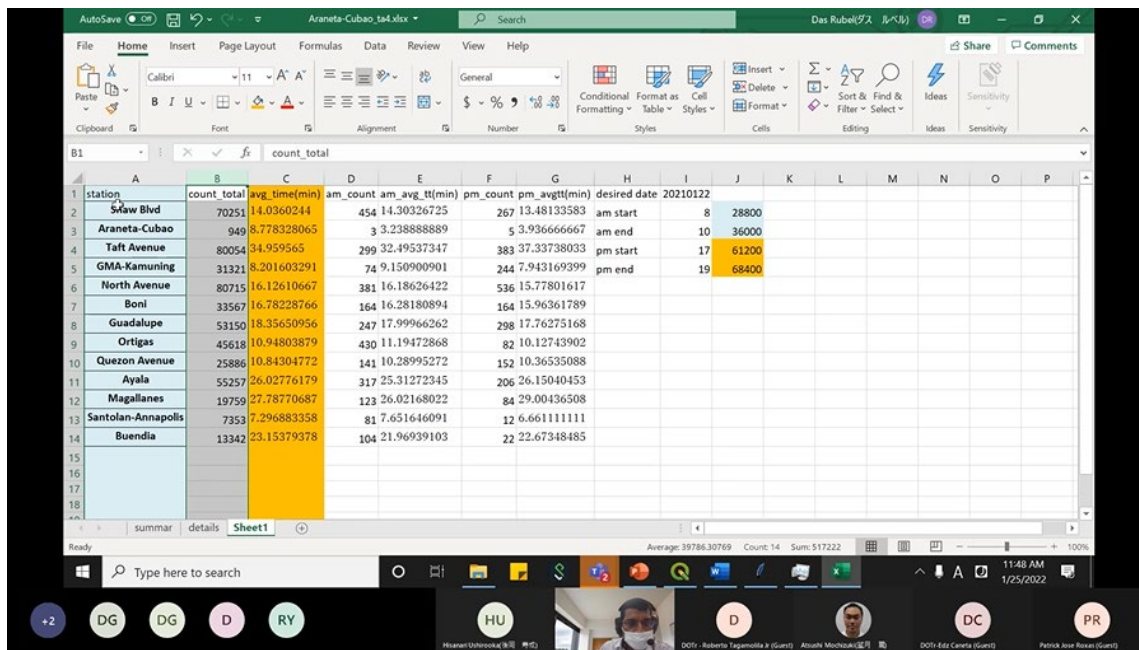 AutoSave Off Araneta-Cubao_ta4.xlsx Search Das Rubel(ダス ルベル) DR
File Home Insert Page Layout Formulas Data Review View Help Share Comments
Paste Calibri 11 General Conditional Formatting Format as Table Cell Styles Insert Delete Format Sort & Filter Find & Select Ideas Sensitivity
Clipboard Font Alignment Number Styles Cells Editing Ideas Sensitivity
B1 fx count_total
A B C D E F G H I J K L M N O P
1 station count_total avg_time(min) am_count am_avg_tt(min) pm_count pm_avgtt(min) desired date 20210122
2 Shaw Blvd 70251 14.0360244 454 14.30326725 267 13.48133583 am start 8 28800
3 Araneta-Cubao 949 8.778328065 3 3.238888889 5 3.936666667 am end 10 36000
4 Taft Avenue 80054 34.959565 299 32.49537347 383 37.33738033 pm start 17 61200
5 GMA-Kamuning 31321 8.201603291 74 9.150900901 244 7.943169399 pm end 19 68400
6 North Avenue 80715 16.12610667 381 16.18626422 536 15.77801617
7 Boni 33567 16.78228766 164 16.28180894 164 15.96361789
8 Guadalupe 53150 18.35650956 247 17.99966262 298 17.76275168
9 Ortigas 45618 10.94803879 430 11.19472868 82 10.12743902
10 Quezon Avenue 25886 10.84304772 141 10.28995272 152 10.36535088
11 Ayala 55257 26.02776179 317 25.31272345 206 26.15040453
12 Magallanes 19759 27.78770687 123 26.02168022 84 29.00436508
13 Santolan-Annapolis 7353 7.296883358 81 7.651646091 12 6.661111111
14 Buendia 13342 23.15379378 104 21.96939103 22 22.67348485
15
16
17
18
summar details Sheet1
Ready Average: 39786.30769 Count: 14 Sum: 517222 100%
Type here to search 11:48 AM
1/25/2022
+2 DG DG D RY HU D DC PR
Hisanari Ushirooka DOTr - Roberto Tagamolila Jr (Guest) Atsushi Mochizuki DOTr-Edz Caneta (Guest) Patrick Jose Roxas (Guest)